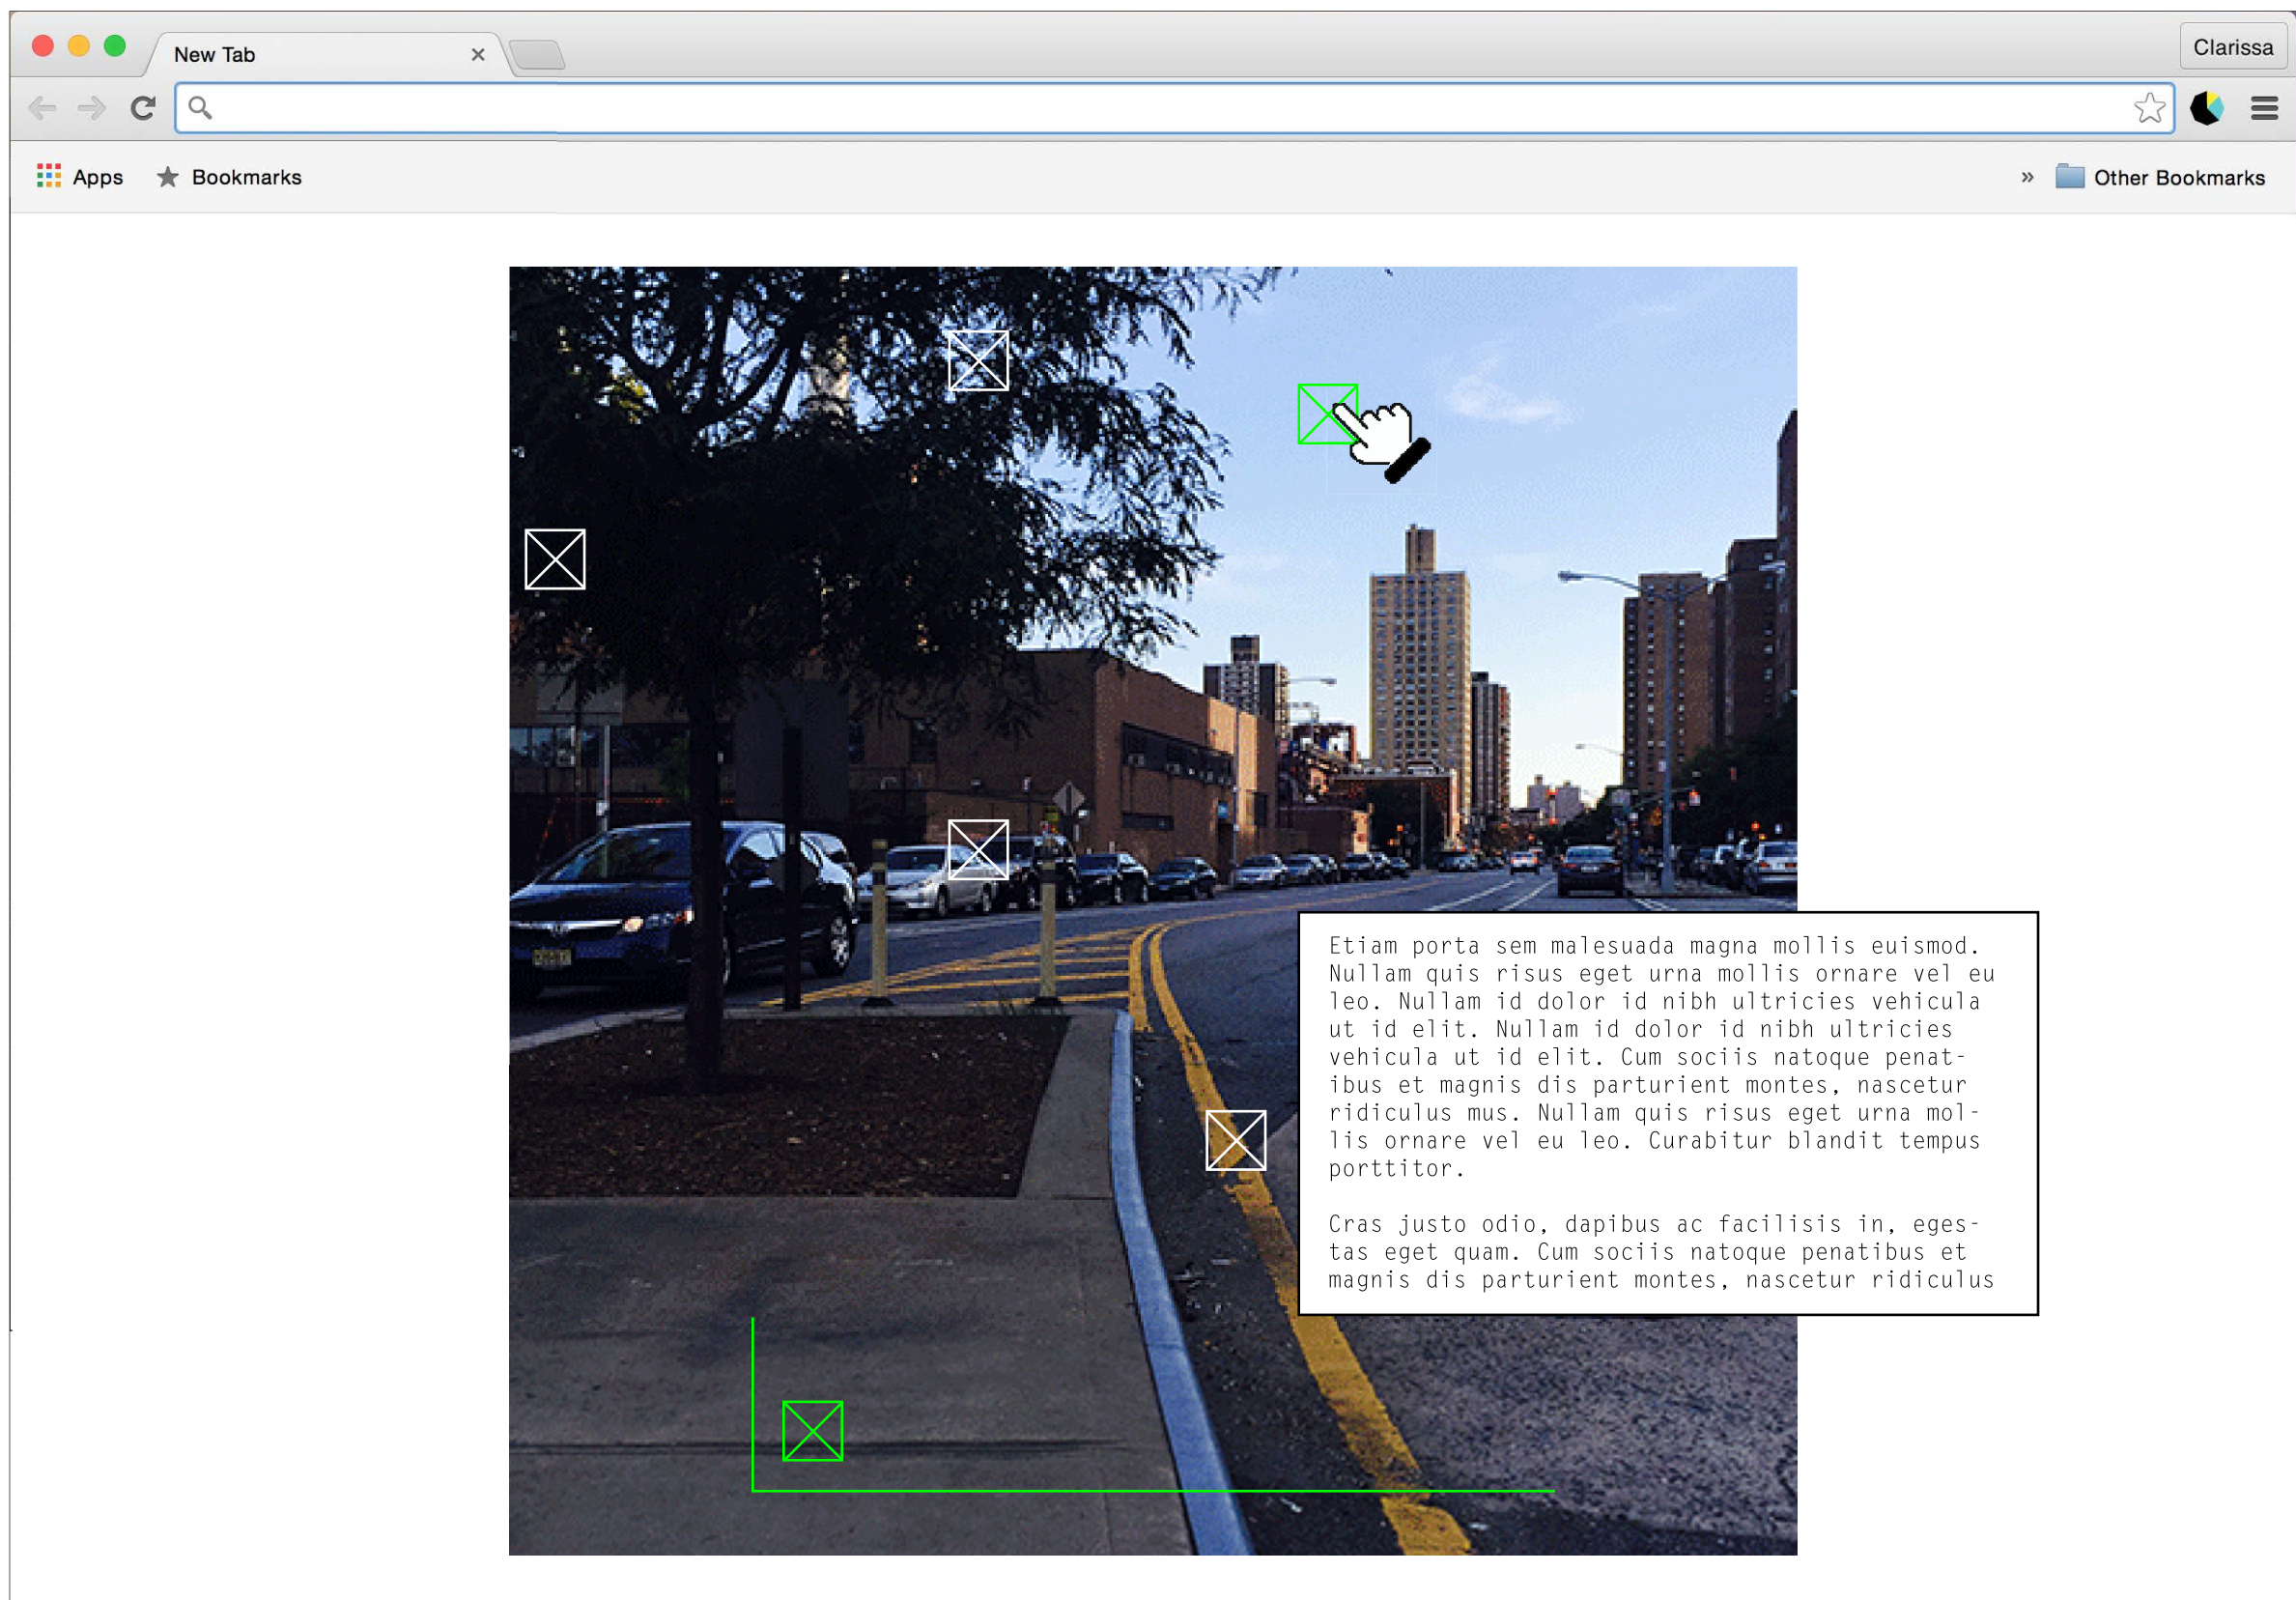 New Tab
Clarissa
Apps
Bookmarks
»
Other Bookmarks
Etiam porta sem malesuada magna mollis euismod.
Nullam quis risus eget urna mollis ornare vel eu
leo. Nullam id dolor id nibh ultricies vehicula
ut id elit. Nullam id dolor id nibh ultricies
vehicula ut id elit. Cum sociis natoque penat-
ibus et magnis dis parturient montes, nascetur
ridiculus mus. Nullam quis risus eget urna mol-
lis ornare vel eu leo. Curabitur blandit tempus
porttitor.
Cras justo odio, dapibus ac facilisis in, eges-
tas eget quam. Cum sociis natoque penatibus et
magnis dis parturient montes, nascetur ridiculus